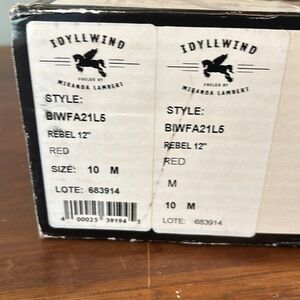 IDYLLWIND
FUELED BY
MIRANDA LAMBERT
STYLE:
BIWFA21L5
REBEL 12"
RED
SIZE: 10 M
LOTE: 683914
4 00025 39194 5
IDYLLWIND
FUELED BY
MIRANDA LAMBERT
STYLE:
BIWFA21L5
REBEL 12"
RED
M
10 M
LOTE: 683914